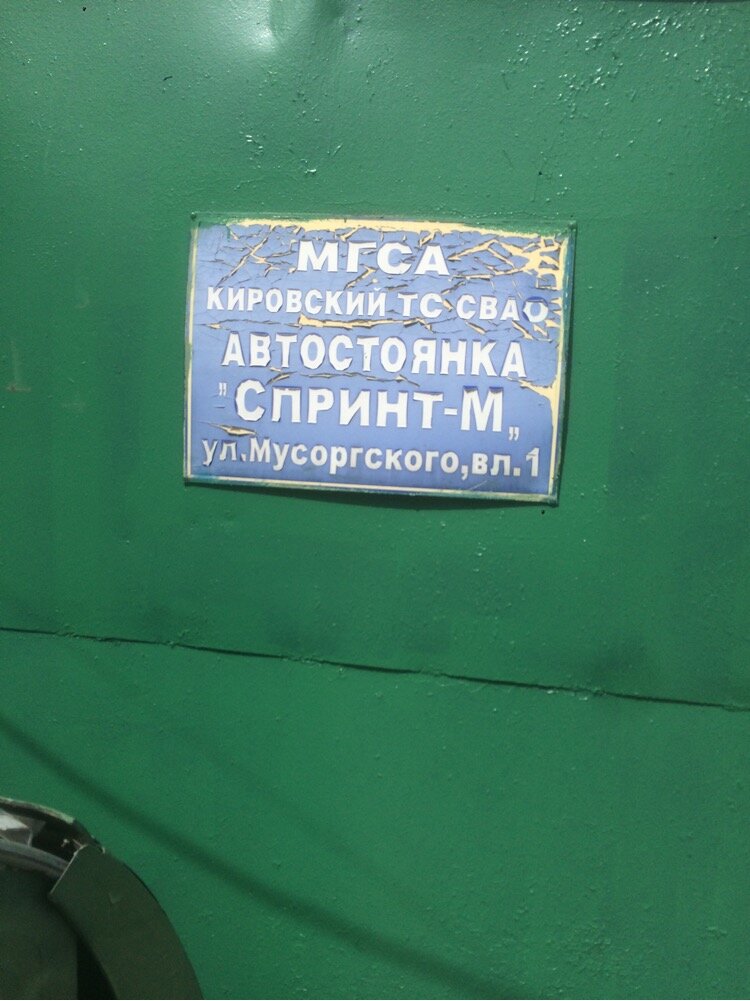 МГСА
КИРОВСКИЙ ТС СВАО
АВТОСТОЯНКА
"СПРИНТ-М„
ул.Мусоргского,вл.1